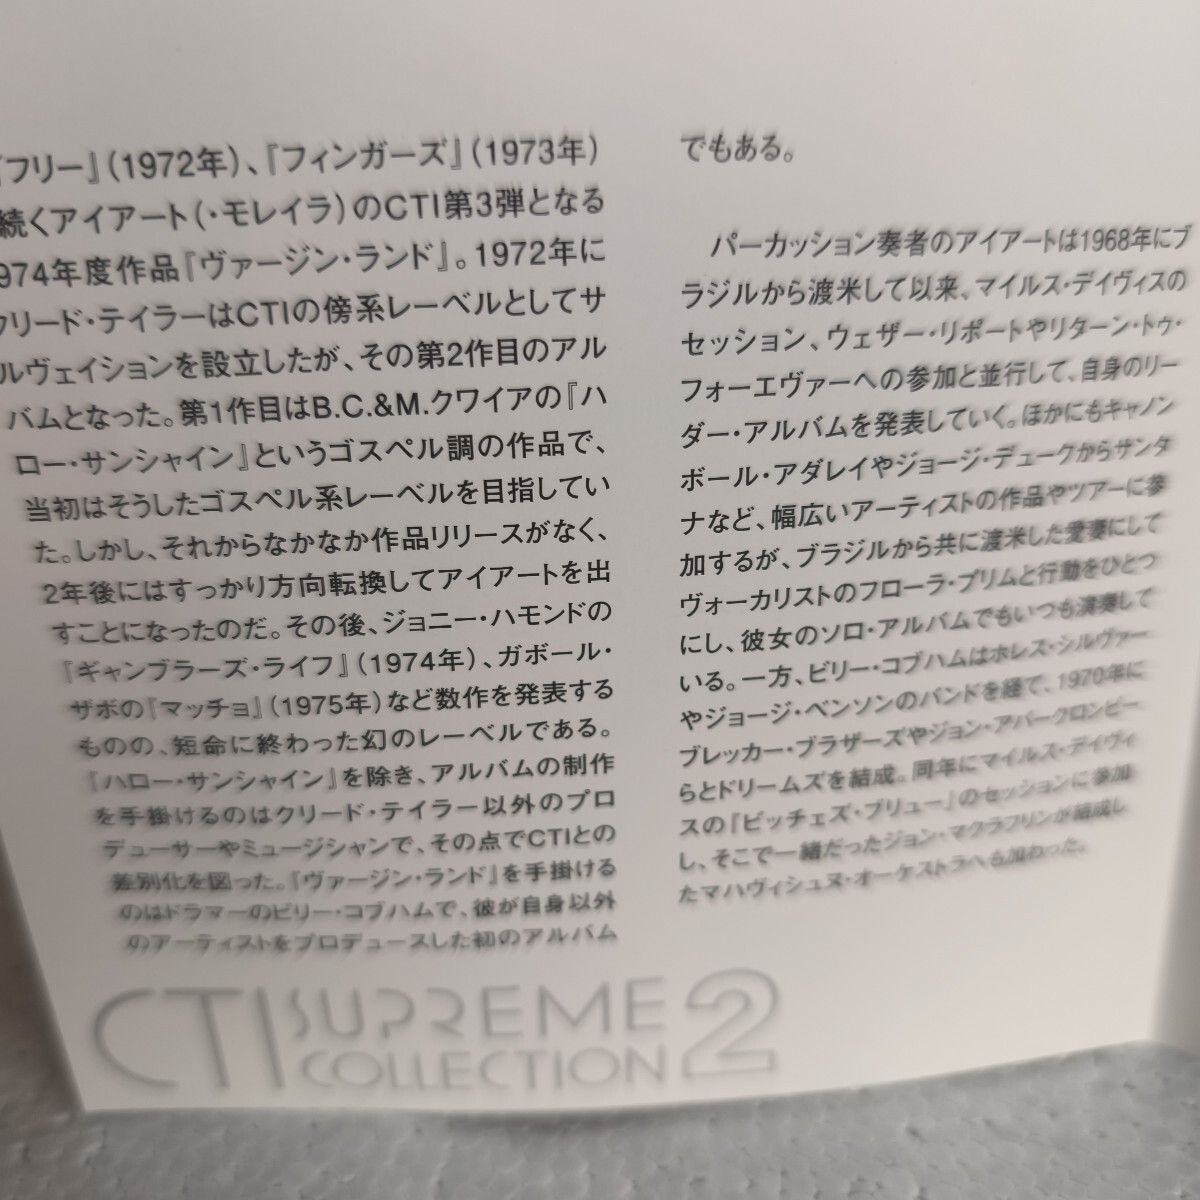 『フリー』(1972年)、『フィンガーズ』(1973年)
続くアイアート(・モレイラ)のCTI第3弾となる
974年度作品『ヴァージン・ランド』。1972年に
クリード・テイラーはCTIの傍系レーベルとしてサ
ルヴェイションを設立したが、その第2作目のアル
バムとなった。第1作目はB.C.&M.クワイアの『ハ
ロー・サンシャイン』というゴスペル調の作品で、
当初はそうしたゴスペル系レーベルを目指してい
た。しかし、それからなかなか作品リリースがなく、
2年後にはすっかり方向転換してアイアートを出
すことになったのだ。その後、ジョニー・ハモンドの
『ギャンブラーズ・ライフ』(1974年)、ガボール・
ザボの『マッチョ』(1975年)など数作を発表する
ものの、短命に終わった幻のレーベルである。
『ハロー・サンシャイン』を除き、アルバムの制作
を手掛けるのはクリード・テイラー以外のプロ
デューサーやミュージシャンで、その点でCTIとの
差別化を図った。『ヴァージン・ランド』を手掛ける
のはドラマーのビリー・コブハムで、彼が自身以外
のアーティストをプロデュースした初のアルバム
でもある。
パーカッション奏者のアイアートは1968年にブ
ラジルから渡米して以来、マイルス・デイヴィスの
セッション、ウェザー・リポートやリターン・トゥ・
フォーエヴァーへの参加と並行して、自身のリー
ダー・アルバムを発表していく。ほかにもキャノン
ボール・アダレイやジョージ・デュークからサンタ
ナなど、幅広いアーティストの作品やツアーに参
加するが、ブラジルから共に渡米した愛妻にして
ヴォーカリストのフローラ・プリムと行動をひとつ
にし、彼女のソロ・アルバムでもいつも演奏して
いる。一方、ビリー・コブハムはホレス・シルヴァー
やジョージ・ベンソンのバンドを経て、1970年に
ブレッカー・ブラザーズやジョン・アバークロンビー
らとドリームズを結成。同年にマイルス・デイヴィ
スの『ビッチェズ・ブリュー』のセッションに参加
し、そこで一緒だったジョン・マクラフリンが結成し
たマハヴィシュヌ・オーケストラへも加わった。
CTI SUPREME COLLECTION 2